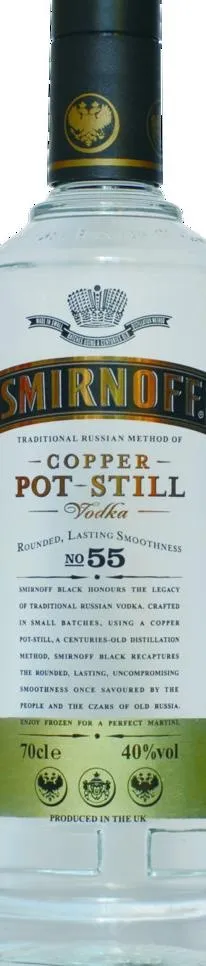 SMIRNOFF
TRADITIONAL RUSSIAN METHOD OF
COPPER
POT-STILL
Vodka
ROUNDED, LASTING SMOOTHNESS
NO 55
SMIRNOFF BLACK HONOURS THE LEGACY
OF TRADITIONAL RUSSIAN VODKA. CRAFTED
IN SMALL BATCHES, USING A COPPER
POT-STILL, A CENTURIES-OLD DISTILLATION
METHOD, SMIRNOFF BLACK RECAPTURES
THE ROUNDED, LASTING, UNCOMPROMISING
SMOOTHNESS ONCE SAVOURED BY THE
PEOPLE AND THE CZARS OF OLD RUSSIA.
ENJOY FROZEN FOR A PERFECT MARTINI.
70cl e 40%vol
PRODUCED IN THE UK